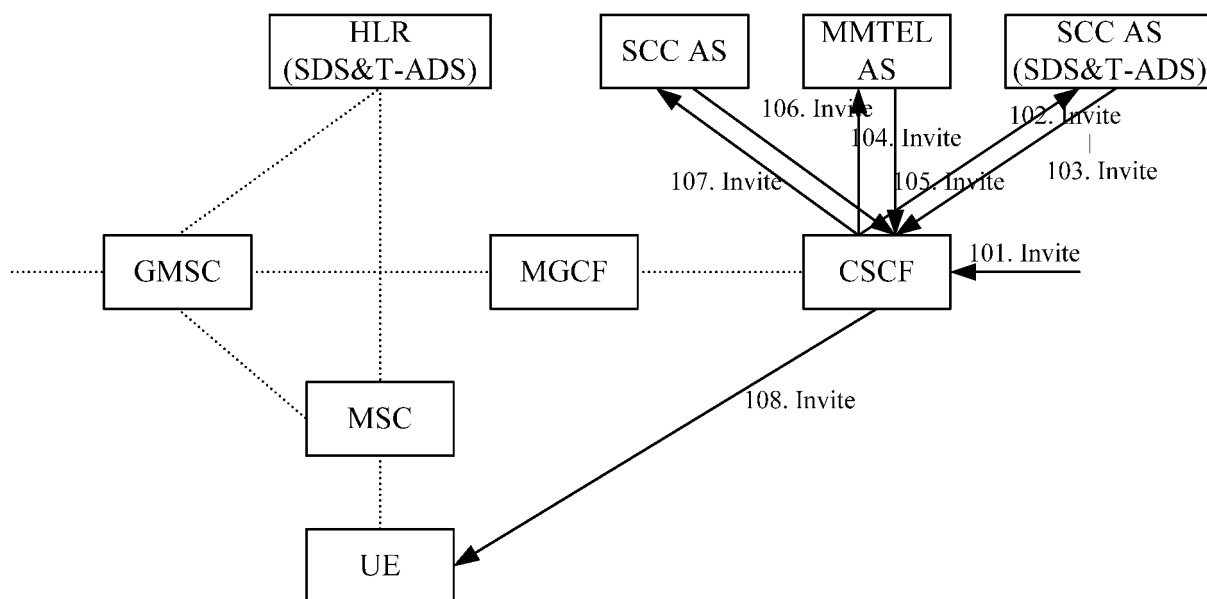 HLR
(SDS&T-ADS)
SCC AS
MMTEL
AS
SCC AS
(SDS&T-ADS)
106. Invite
102. Invite
104. Invite
103. Invite
107. Invite
105. Invite
GMSC
MGCF
CSCF
101. Invite
MSC
108. Invite
UE